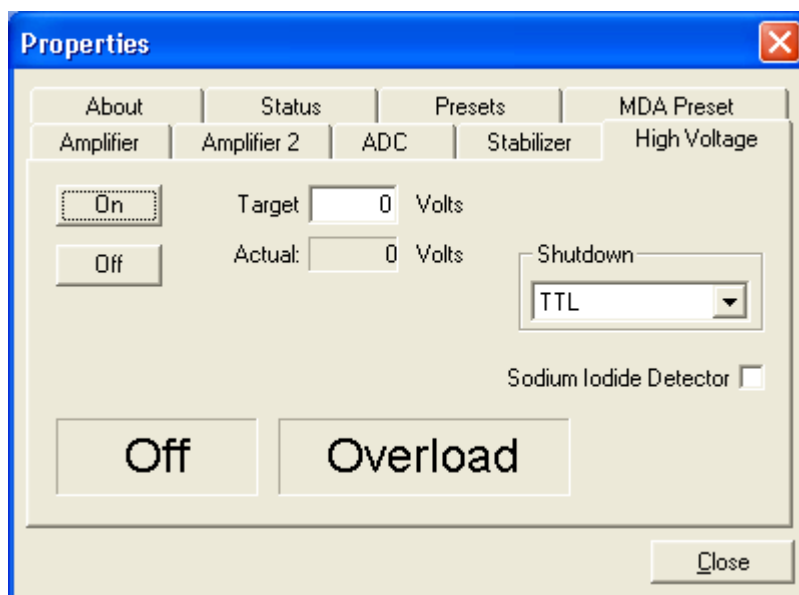 Properties
About Status Presets MDA Preset
Amplifier Amplifier 2 ADC Stabilizer High Voltage
On Target 0 Volts
Off Actual: 0 Volts
Shutdown
TTL
Sodium Iodide Detector
Off Overload
Close